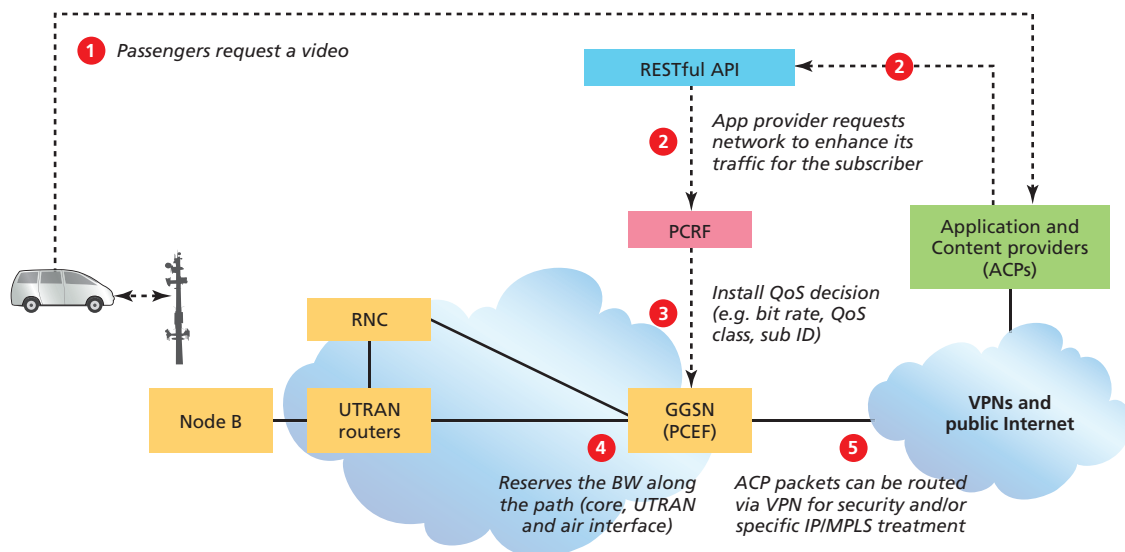 1 Passengers request a video
RESTful API
2
2
App provider requests
network to enhance its
traffic for the subscriber
PCRF
Application and
Content providers
(ACPs)
3
Install QoS decision
(e.g. bit rate, QoS
class, sub ID)
RNC
Node B
UTRAN
routers
GGSN
(PCEF)
VPNs and
public Internet
4
Reserves the BW along
the path (core, UTRAN
and air interface)
5
ACP packets can be routed
via VPN for security and/or
specific IP/MPLS treatment